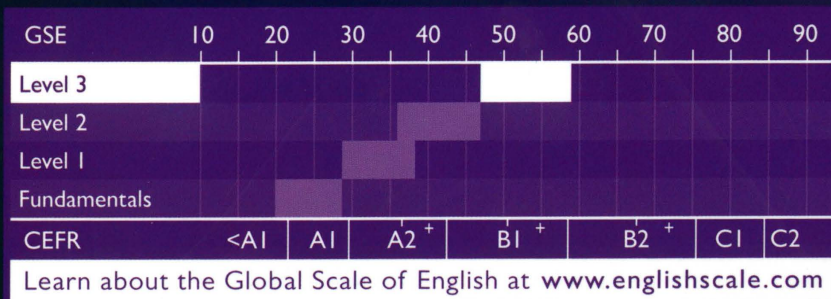 GSE 10 20 30 40 50 60 70 80 90
Level 3
Level 2
Level 1
Fundamentals
CEFR <A1 A1 A2+ B1+ B2+ C1 C2
Learn about the Global Scale of English at www.englishscale.com